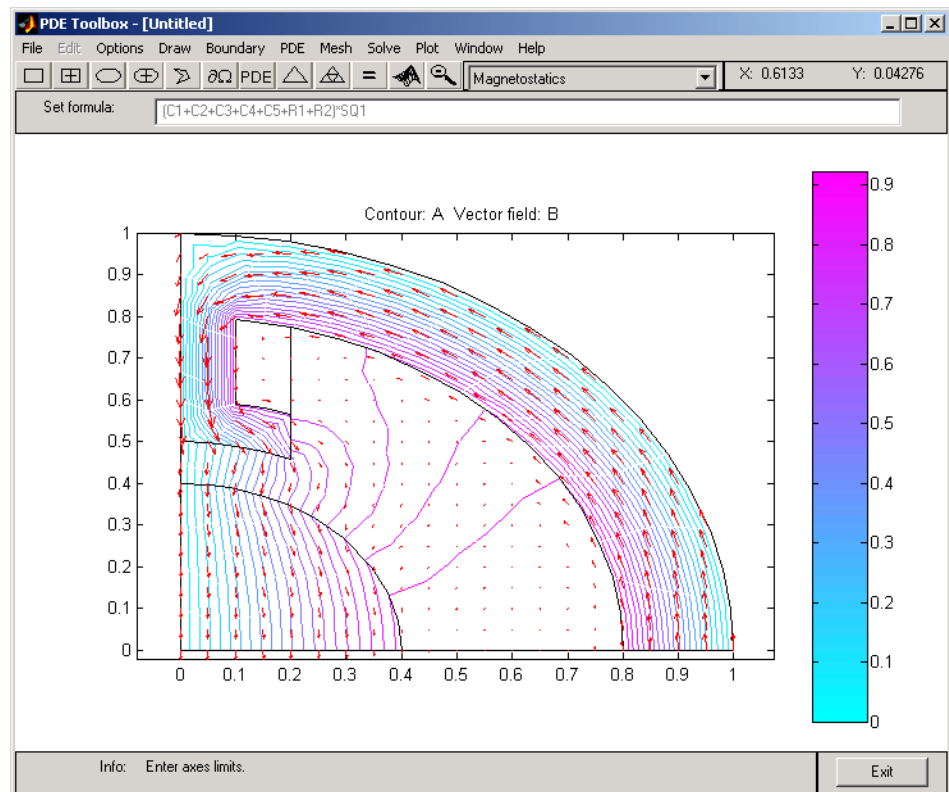 PDE Toolbox - [Untitled]
File Edit Options Draw Boundary PDE Mesh Solve Plot Window Help
∂Ω PDE = Magnetostatics X: 0.6133 Y: 0.04276
Set formula: (C1+C2+C3+C4+C5+R1+R2)*SQ1
Contour: A Vector field: B
1
0.9
0.8
0.7
0.6
0.5
0.4
0.3
0.2
0.1
0
0 0.1 0.2 0.3 0.4 0.5 0.6 0.7 0.8 0.9 1
0.9
0.8
0.7
0.6
0.5
0.4
0.3
0.2
0.1
0
Info: Enter axes limits.
Exit